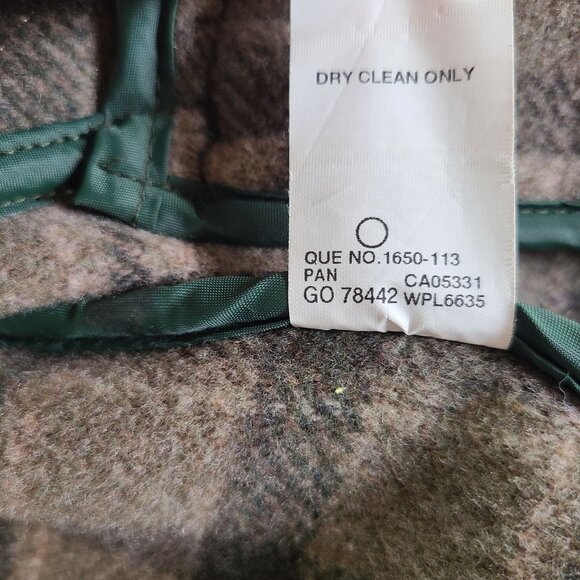 DRY CLEAN ONLY
QUE NO.1650-113
PAN CA05331
GO 78442 WPL6635